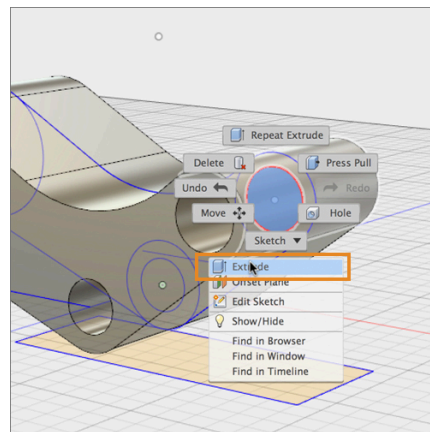 Repeat Extrude
Delete
Press Pull
Undo
Redo
Move
Hole
Sketch
Extrude
Offset Plane
Edit Sketch
Show/Hide
Find in Browser
Find in Window
Find in Timeline